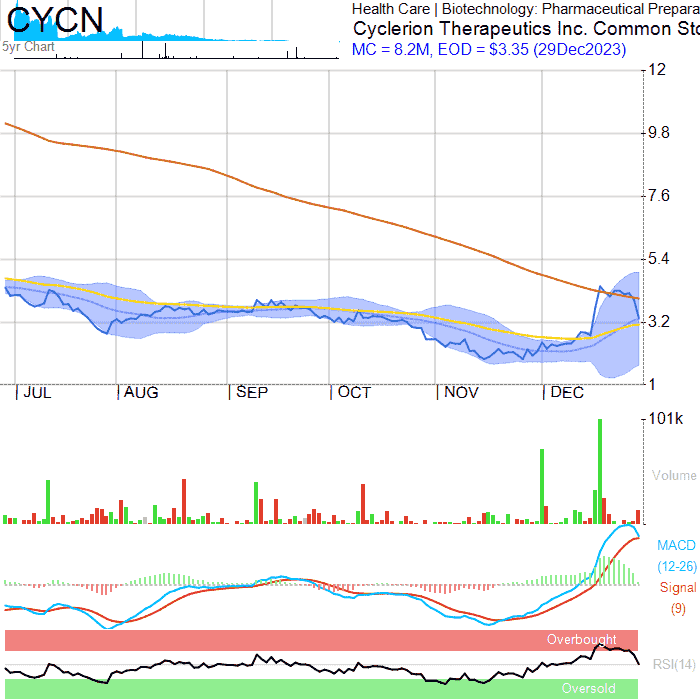 CYCN
5yr Chart
Health Care | Biotechnology: Pharmaceutical Prepara
Cyclerion Therapeutics Inc. Common Sto
MC = 8.2M, EOD = $3.35 (29Dec2023)
12
9.8
7.6
5.4
3.2
1
JUL AUG SEP OCT NOV DEC
101k
Volume
MACD
(12-26)
Signal
(9)
Overbought
RSI(14)
Oversold